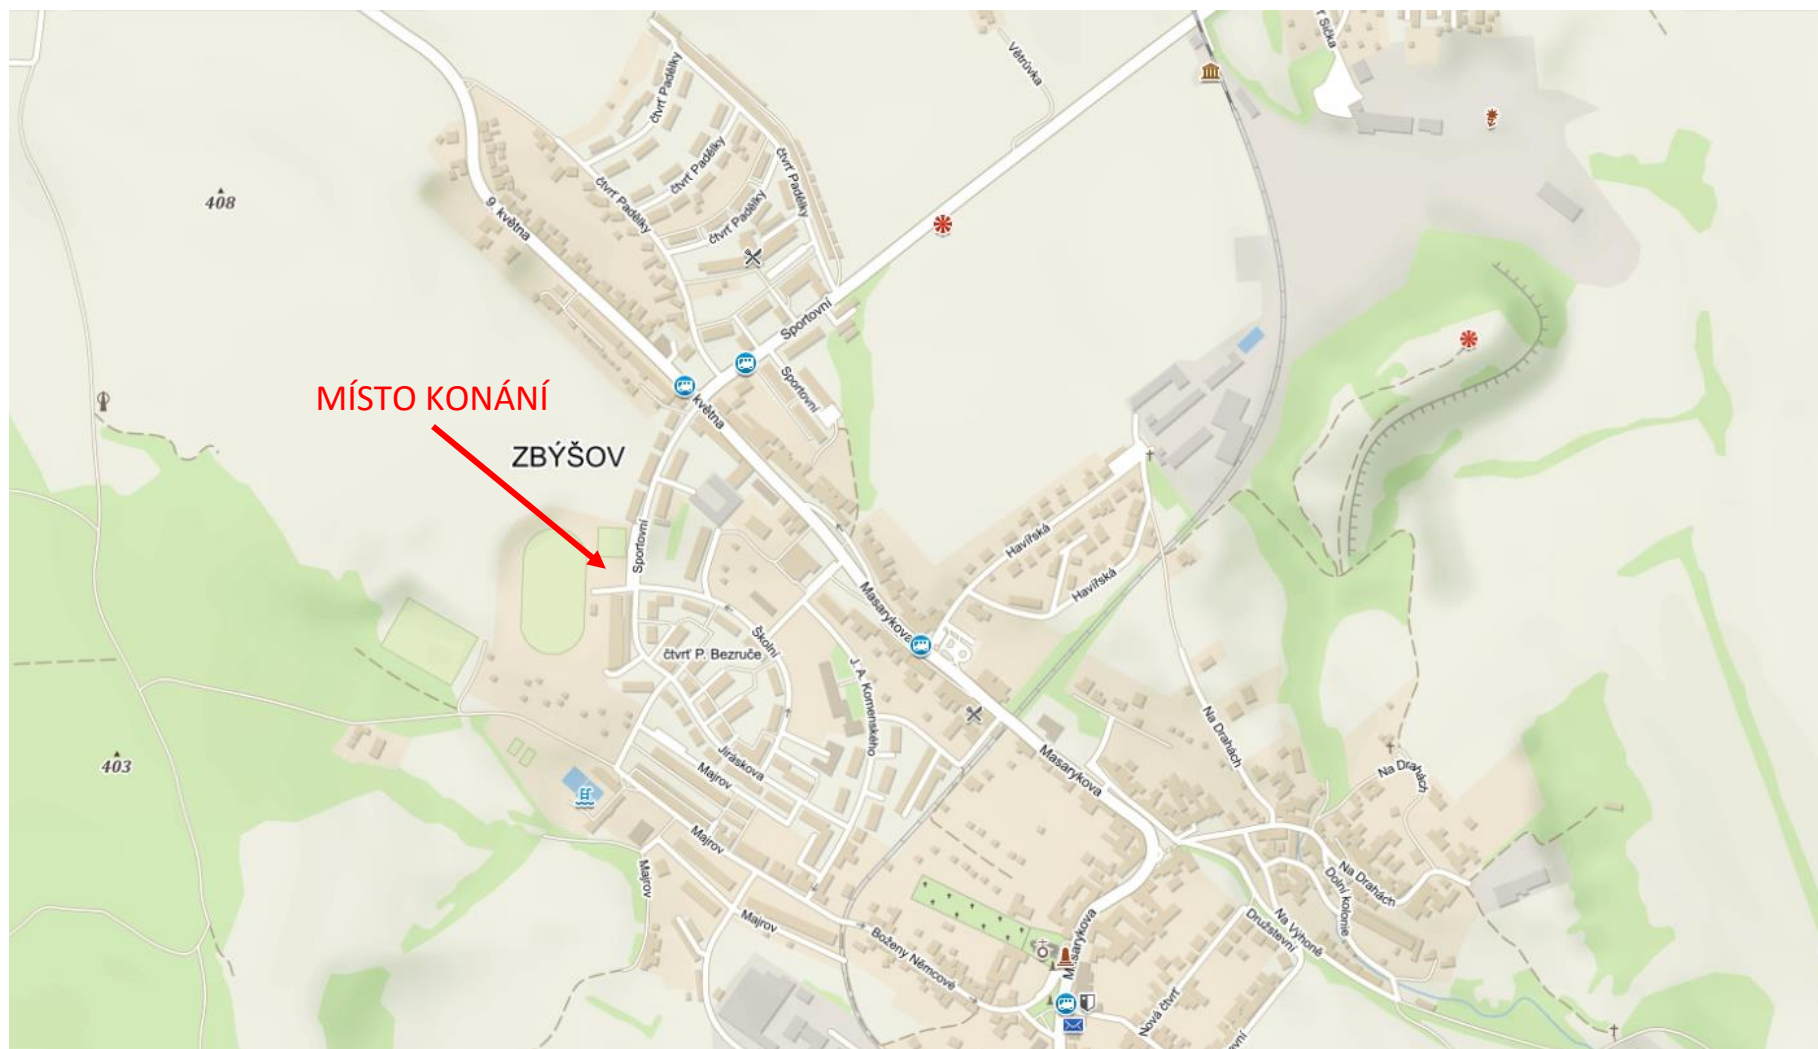 čtvrť Sička
Větrůvka
čtvrť Padělky
čtvrť Padělky
čtvrť Padělky
čtvrť Padělky
čtvrť Padělky
408
9. května
Sportovní
Sportovní
MÍSTO KONÁNÍ
května
ZBÝŠOV
Sportovní
Havířská
Havířská
Masarykova
Školní
čtvrť P. Bezruče
J. A. Komenského
Na Drahách
403
Jiráskova
Majrov
Masarykova
Na Drahách
Majrov
Majrov
Na Drahách
Dolní kolonie
Majrov
Masarykova
Boženy Němcové
Družstevní
Na Výhoně
Nová čtvrť